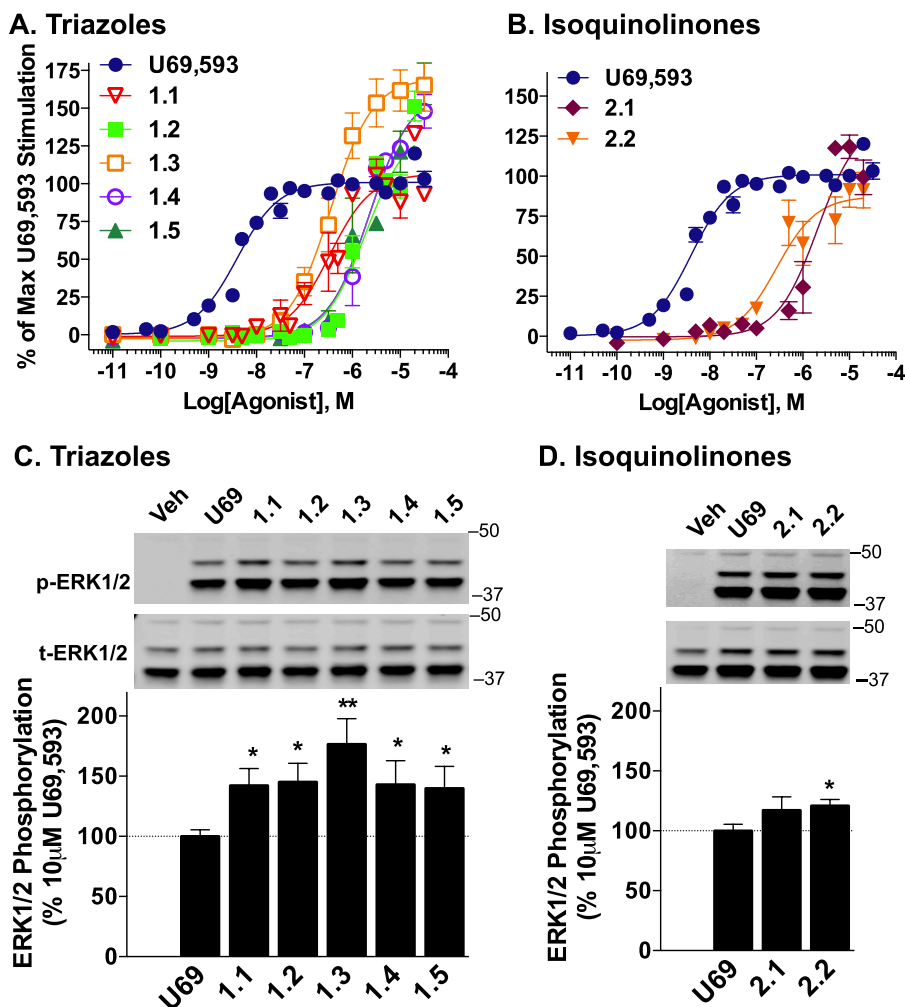 A. Triazoles
% of Max U69,593 Stimulation
175
150
125
100
75
50
25
0
U69,593
1.1
1.2
1.3
1.4
1.5
-11 -10 -9 -8 -7 -6 -5 -4
Log[Agonist], M
B. Isoquinolinones
150
125
100
75
50
25
0
U69,593
2.1
2.2
-11 -10 -9 -8 -7 -6 -5 -4
Log[Agonist], M
C. Triazoles
Veh U69 1.1 1.2 1.3 1.4 1.5
p-ERK1/2
–50
–37
t-ERK1/2
–50
–37
ERK1/2 Phosphorylation
(% 10µM U69,593)
200
150
100
50
0
* * ** * *
U69 1.1 1.2 1.3 1.4 1.5
D. Isoquinolinones
Veh U69 2.1 2.2
–50
–37
–50
–37
ERK1/2 Phosphorylation
(% 10µM U69,593)
200
150
100
50
0
*
U69 2.1 2.2